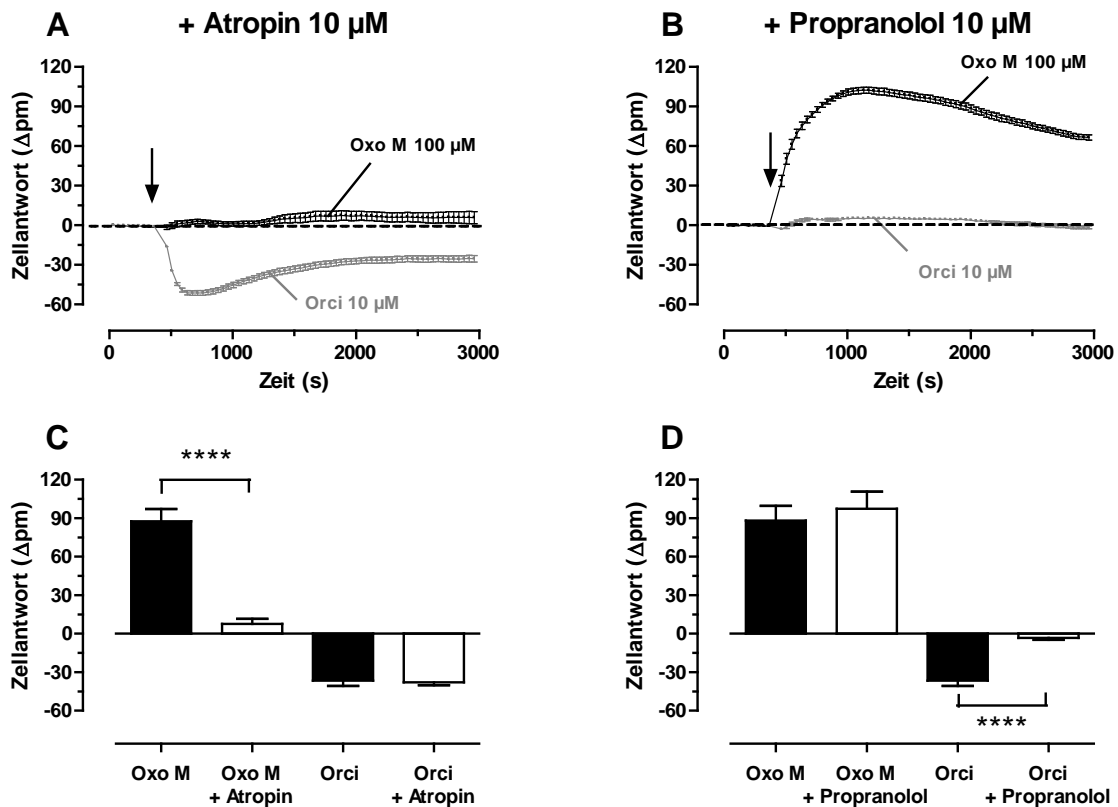 A
+ Atropin 10 µM
Zellantwort (Δpm)
120
90
60
30
0
-30
-60
Oxo M 100 µM
Orci 10 µM
0
1000
2000
3000
Zeit (s)
B
+ Propranolol 10 µM
Zellantwort (Δpm)
120
90
60
30
0
-30
-60
Oxo M 100 µM
Orci 10 µM
0
1000
2000
3000
Zeit (s)
C
Zellantwort (Δpm)
120
90
60
30
0
-30
-60
****
Oxo M
Oxo M
+ Atropin
Orci
Orci
+ Atropin
D
Zellantwort (Δpm)
120
90
60
30
0
-30
-60
****
Oxo M
Oxo M
+ Propranolol
Orci
Orci
+ Propranolol